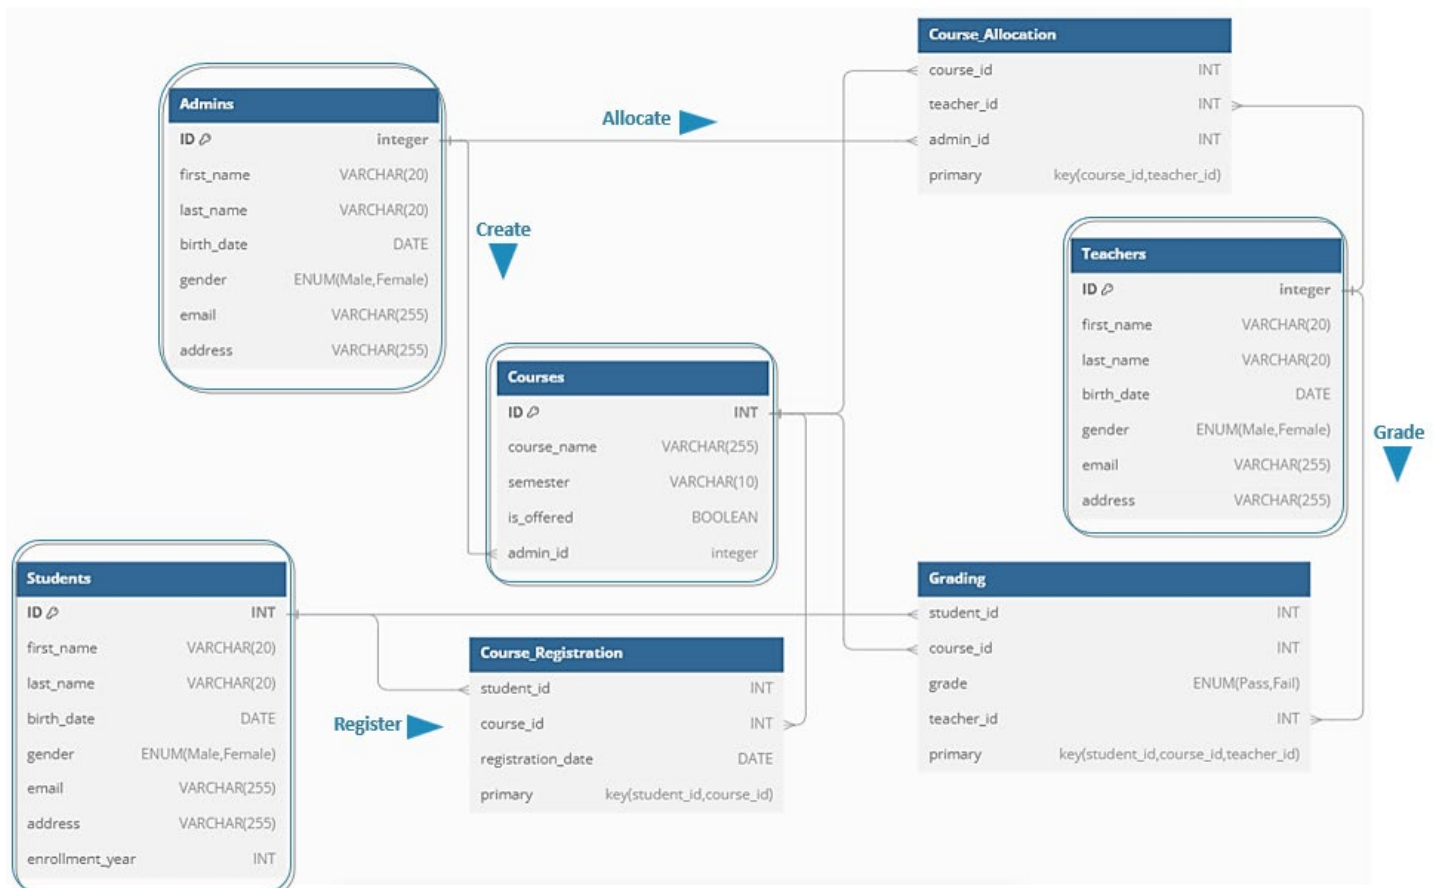 Course_Allocation
course_id INT
teacher_id INT
admin_id INT
primary key(course_id,teacher_id)
Admins
ID integer
first_name VARCHAR(20)
last_name VARCHAR(20)
birth_date DATE
gender ENUM(Male,Female)
email VARCHAR(255)
address VARCHAR(255)
Allocate
Create
Teachers
ID integer
first_name VARCHAR(20)
last_name VARCHAR(20)
birth_date DATE
gender ENUM(Male,Female)
email VARCHAR(255)
address VARCHAR(255)
Grade
Courses
ID INT
course_name VARCHAR(255)
semester VARCHAR(10)
is_offered BOOLEAN
admin_id integer
Students
ID INT
first_name VARCHAR(20)
last_name VARCHAR(20)
birth_date DATE
gender ENUM(Male,Female)
email VARCHAR(255)
address VARCHAR(255)
enrollment_year INT
Register
Course_Registration
student_id INT
course_id INT
registration_date DATE
primary key(student_id,course_id)
Grading
student_id INT
course_id INT
grade ENUM(Pass,Fail)
teacher_id INT
primary key(student_id,course_id,teacher_id)